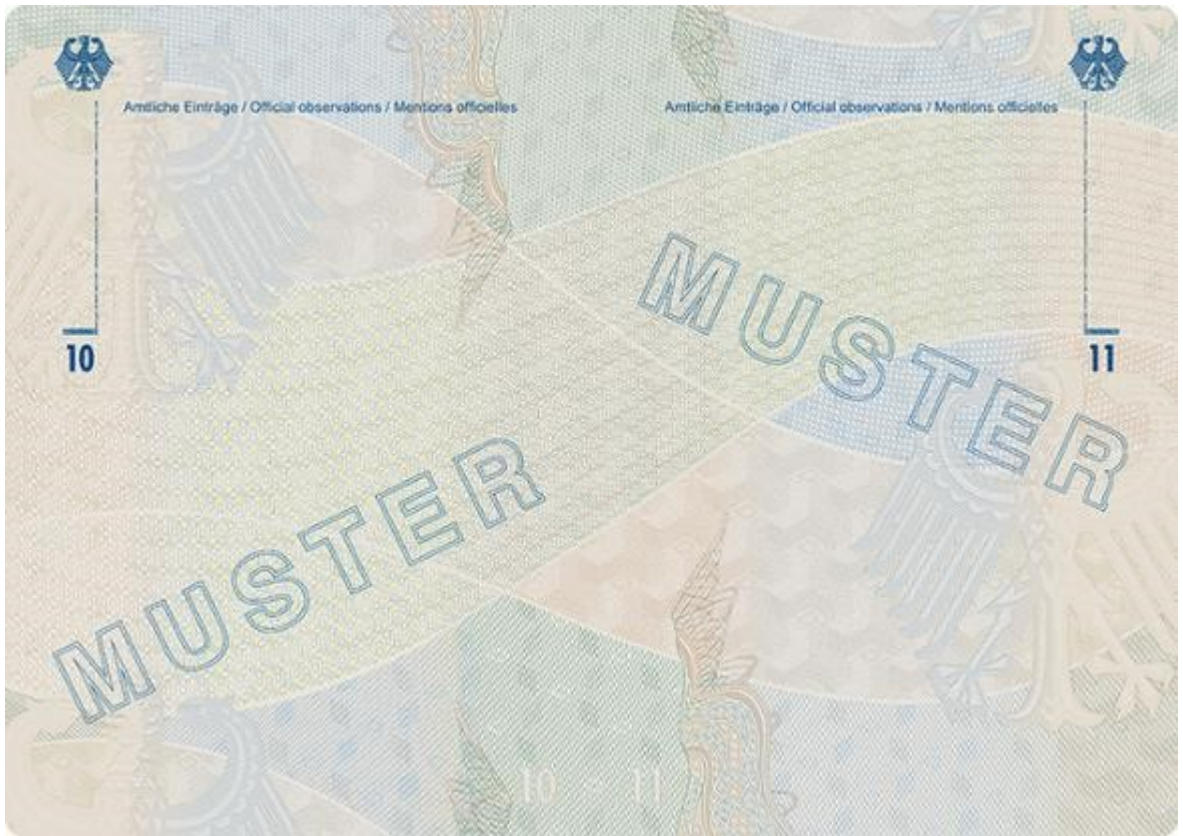 Amtliche Einträge / Official observations / Mentions officielles
10
MUSTER
Amtliche Einträge / Official observations / Mentions officielles
11
MUSTER
10 - 11